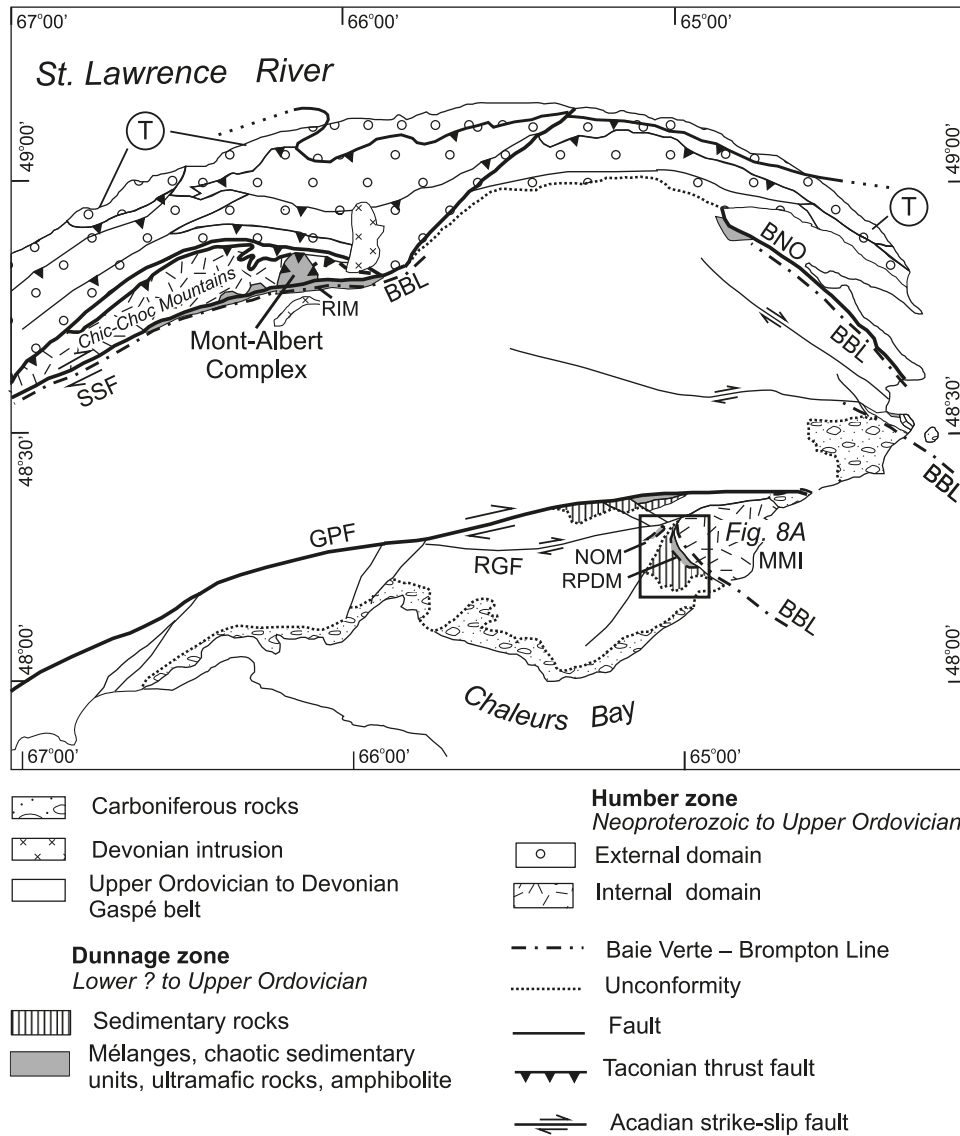 67°00'
66°00'
65°00'
St. Lawrence River
T
49°00'
49°00'
T
BNO
Chic-Choc Mountains
BBL
RIM
Mont-Albert
Complex
BBL
SSF
48°30'
48°30'
BBL
GPF
Fig. 8A
NOM
MMI
RGF
RPDM
BBL
48°00'
48°00'
Chaleurs Bay
67°00'
66°00'
65°00'
Carboniferous rocks
Devonian intrusion
Upper Ordovician to Devonian
Gaspé belt
Dunnage zone
Lower ? to Upper Ordovician
Sedimentary rocks
Mélanges, chaotic sedimentary
units, ultramafic rocks, amphibolite
Humber zone
Neoproterozoic to Upper Ordovician
External domain
Internal domain
Baie Verte – Brompton Line
Unconformity
Fault
Taconian thrust fault
Acadian strike-slip fault